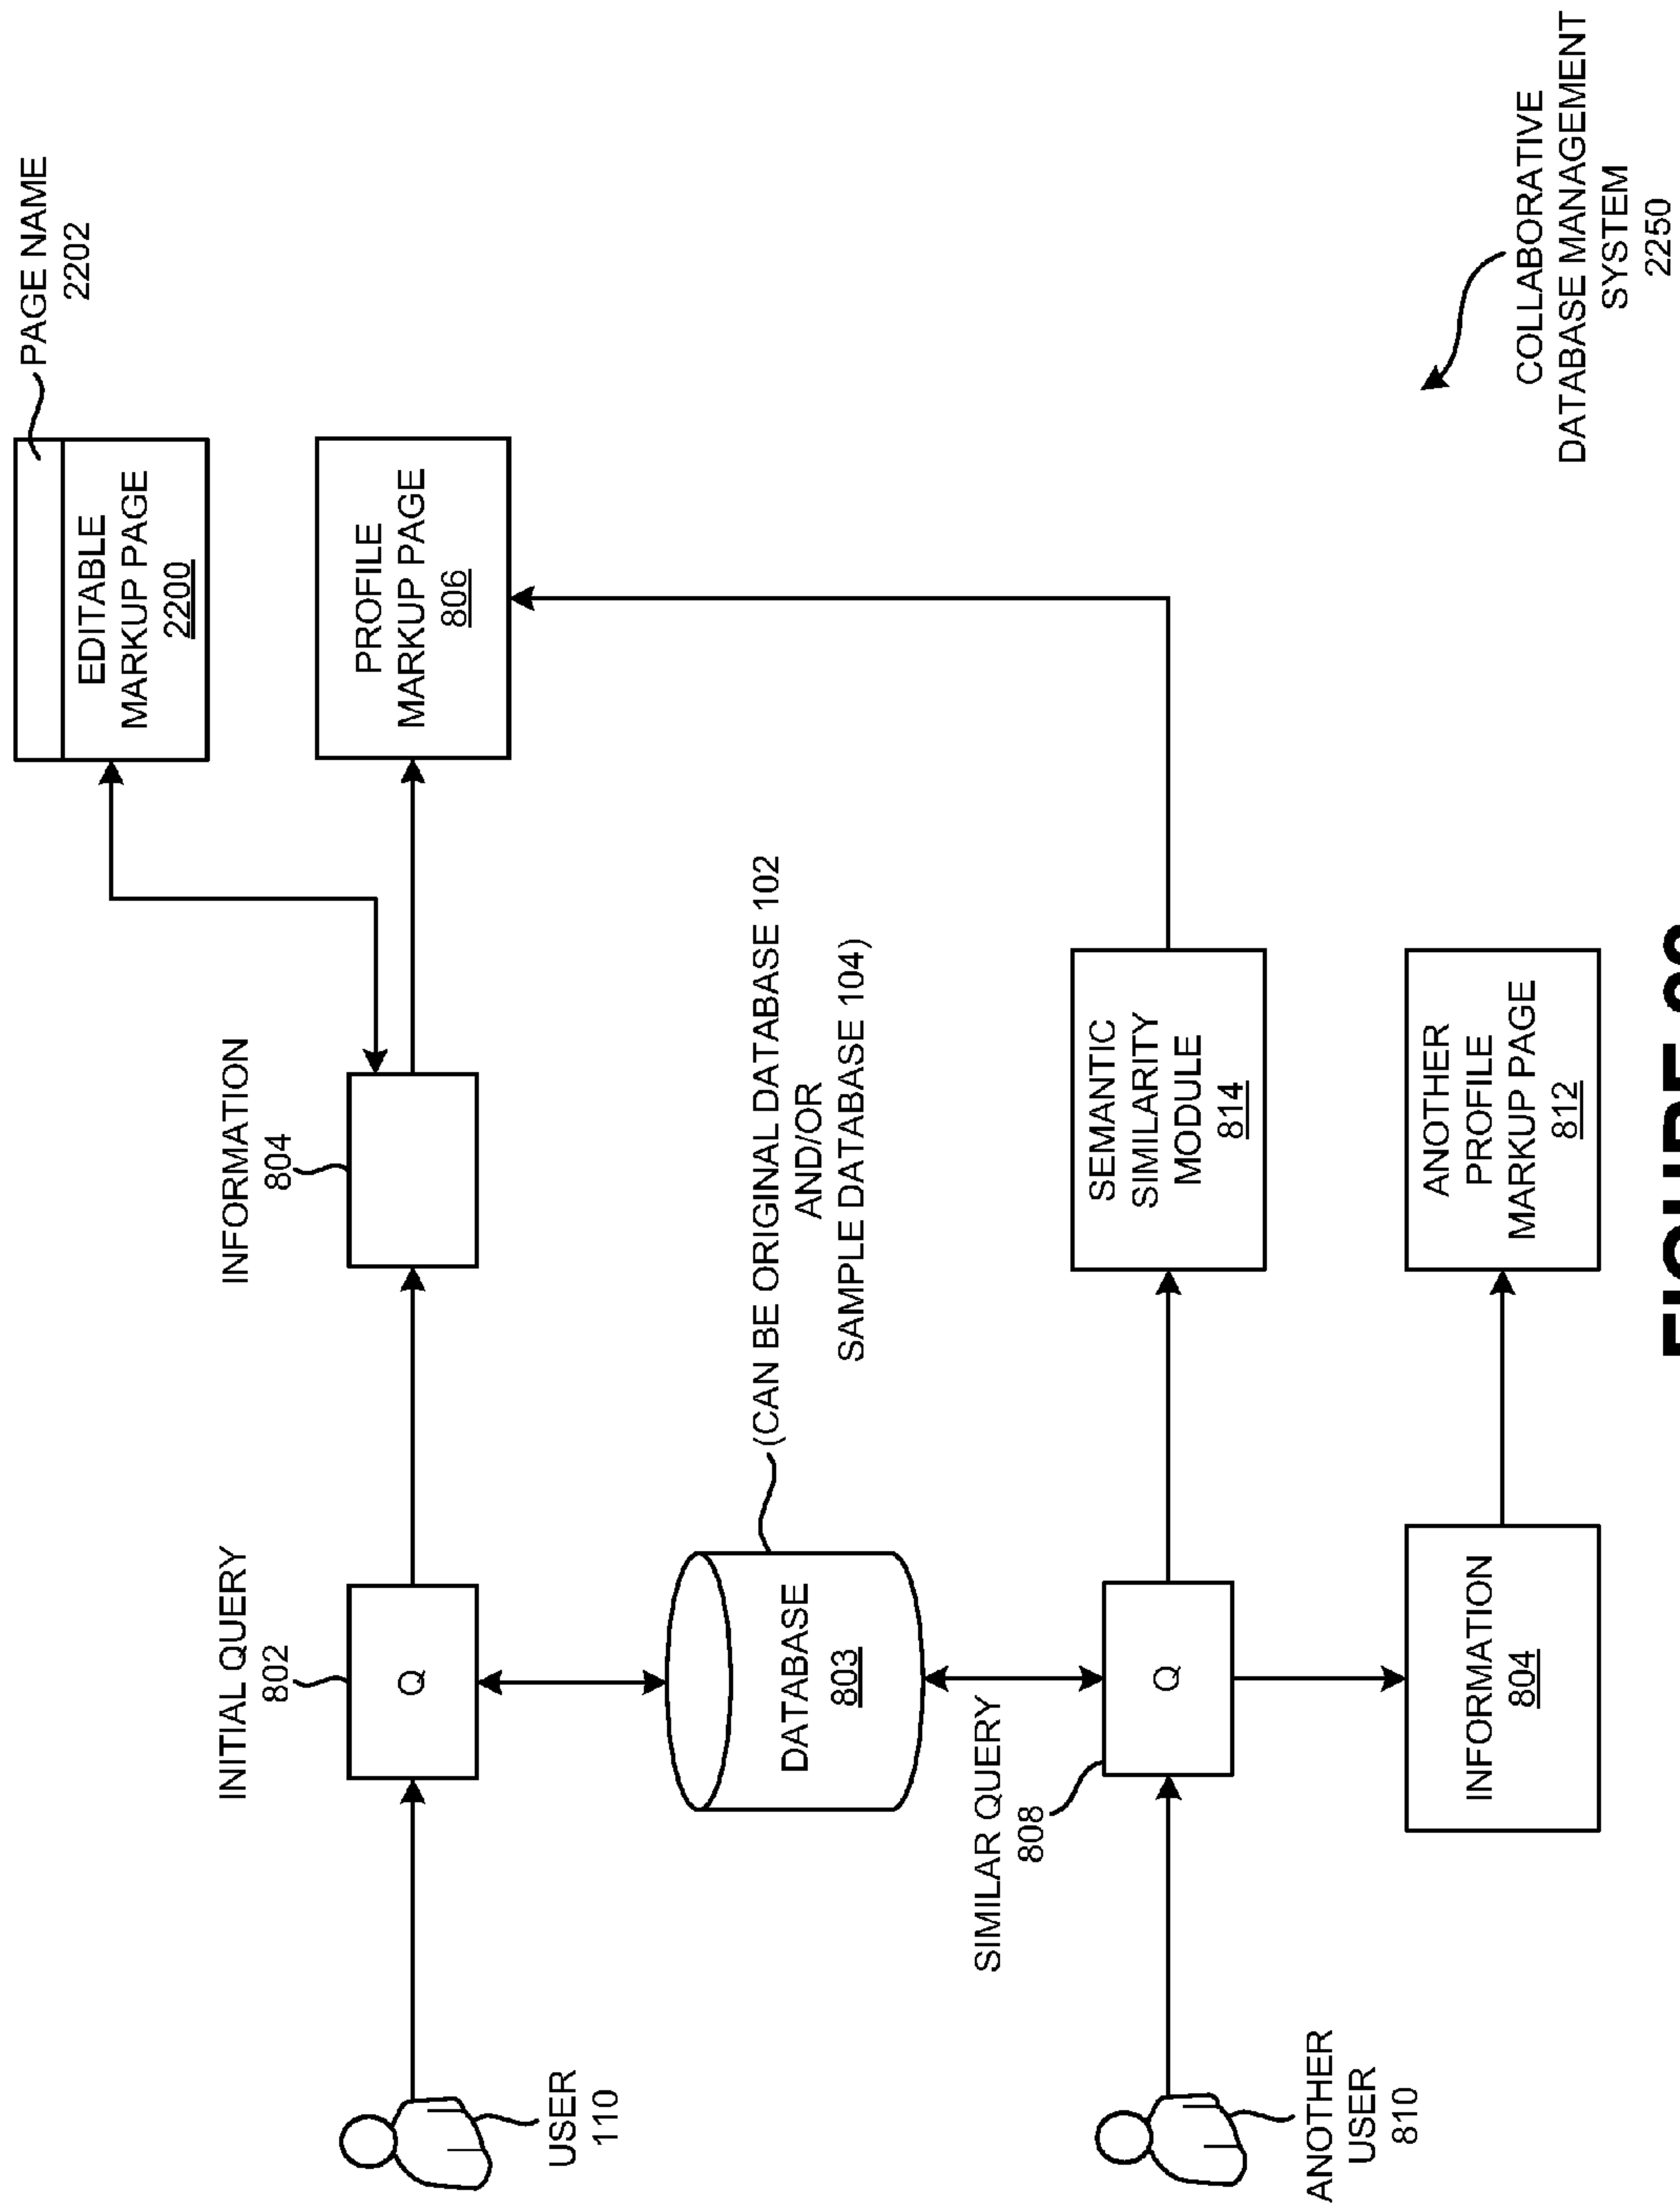 PAGE NAME
2202
EDITABLE
MARKUP PAGE
2200
INITIAL QUERY
802
Q
INFORMATION
804
PROFILE
MARKUP PAGE
806
USER
110
DATABASE
803
(CAN BE ORIGINAL DATABASE 102
AND/OR
SAMPLE DATABASE 104)
SIMILAR QUERY
808
Q
SEMANTIC
SIMILARITY
MODULE
814
ANOTHER
USER
810
INFORMATION
804
ANOTHER
PROFILE
MARKUP PAGE
812
COLLABORATIVE
DATABASE MANAGEMENT
SYSTEM
2250
FIGURE